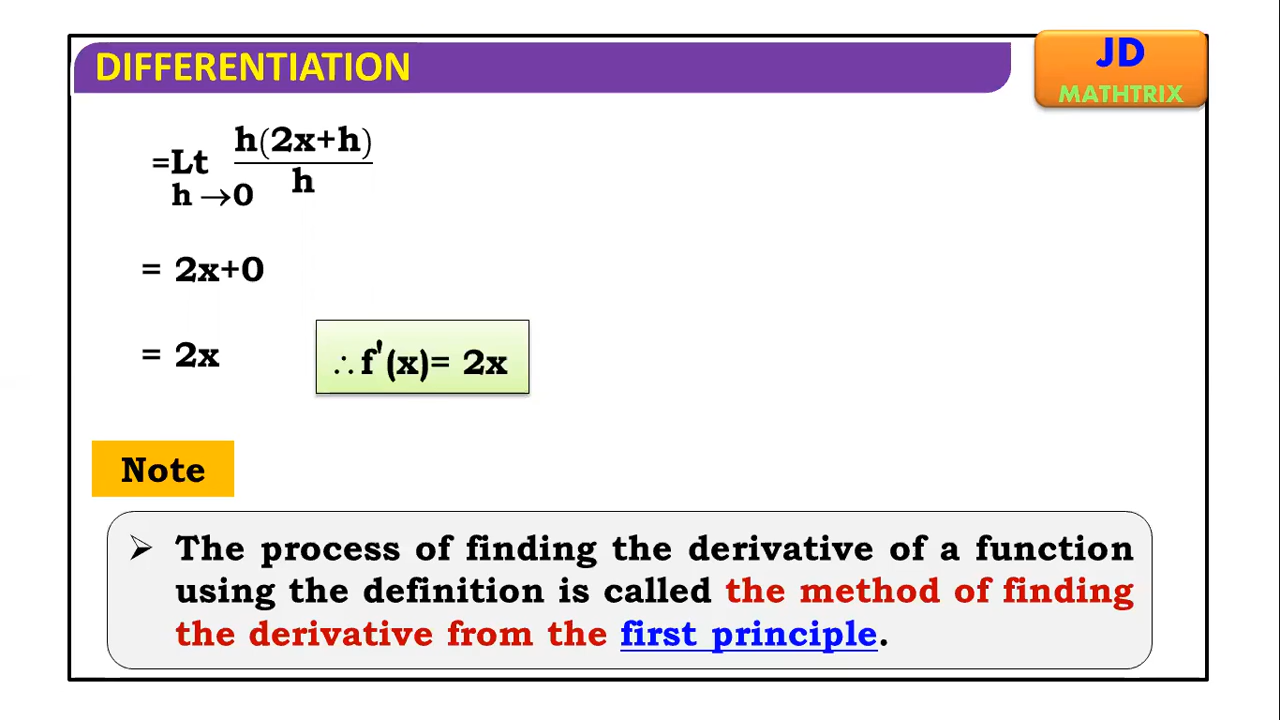 DIFFERENTIATION
JD
MATHTRIX
=Lt h(2x+h)
h
h →0
= 2x+0
= 2x
∴f'(x)= 2x
Note
➢ The process of finding the derivative of a function
using the definition is called the method of finding
the derivative from the first principle.